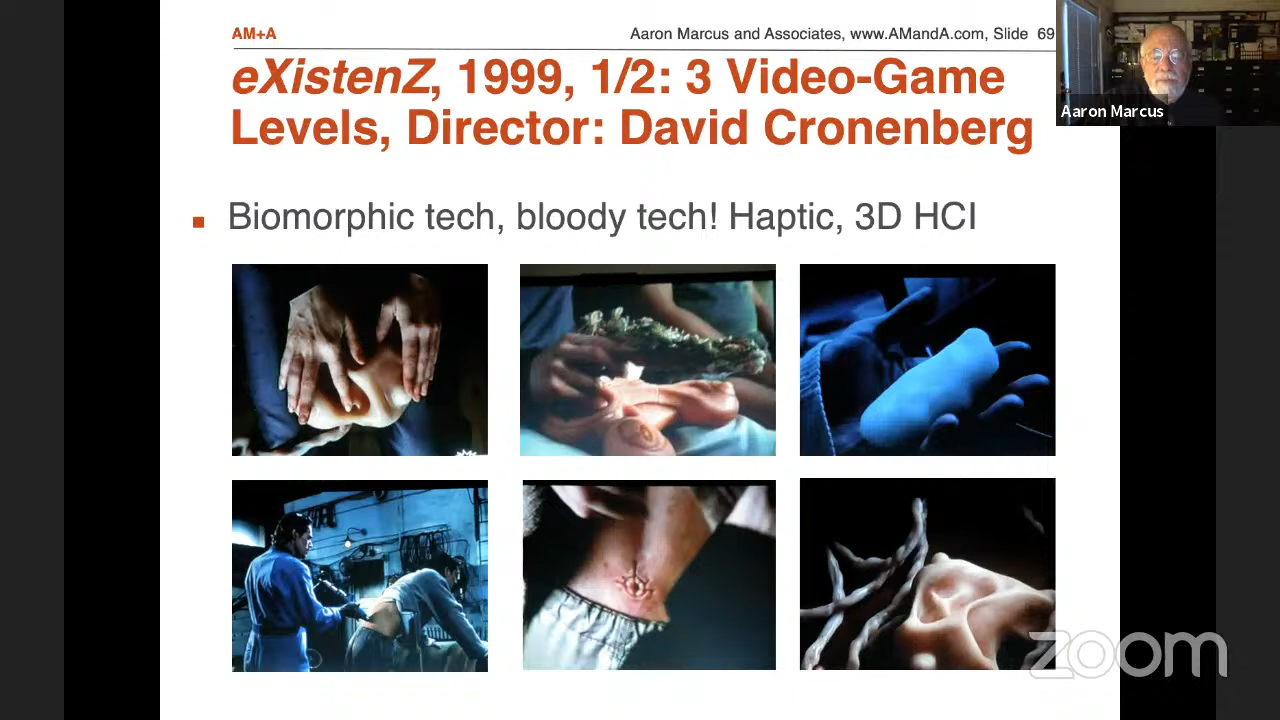 AM+A
Aaron Marcus and Associates, www.AMandA.com, Slide 69
eXistenZ, 1999, 1/2: 3 Video-Game
Levels, Director: David Cronenberg
Aaron Marcus
Biomorphic tech, bloody tech! Haptic, 3D HCI
zoom